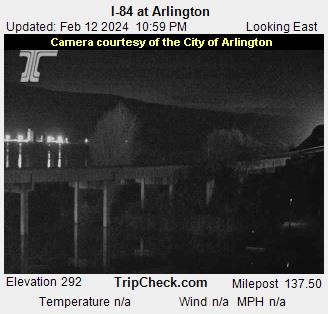 I-84 at Arlington
Updated: Feb 12 2024 10:59 PM Looking East
Camera courtesy of the City of Arlington
Elevation 292 TripCheck.com Milepost 137.50
Temperature n/a Wind n/a MPH n/a